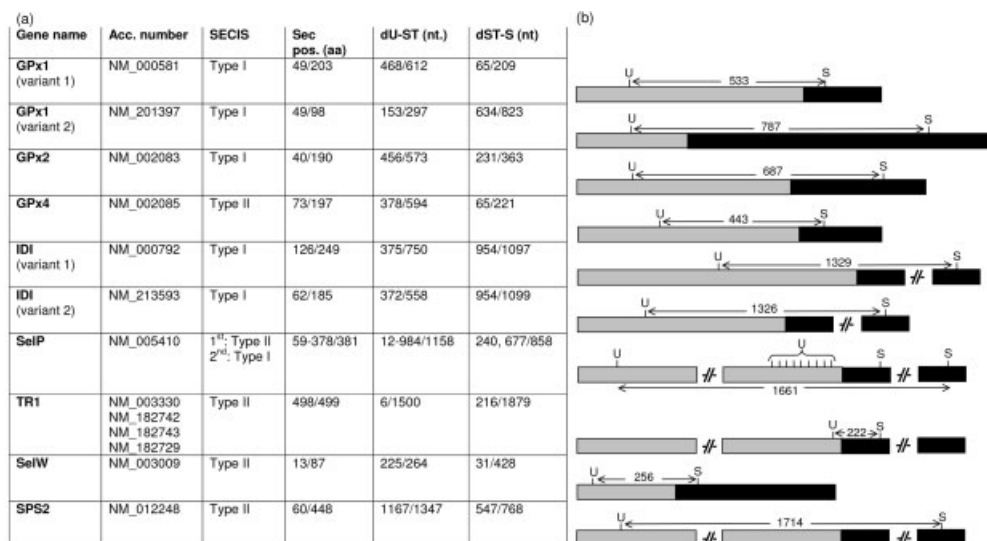 (a)
Gene name Acc. number SECIS Sec pos. (aa) dU-ST (nt.) dST-S (nt)
GPx1 (variant 1) NM_000581 Type I 49/203 468/612 65/209
GPx1 (variant 2) NM_201397 Type I 49/98 153/297 634/823
GPx2 NM_002083 Type I 40/190 456/573 231/363
GPx4 NM_002085 Type II 73/197 378/594 65/221
IDI (variant 1) NM_000792 Type I 126/249 375/750 954/1097
IDI (variant 2) NM_213593 Type I 62/185 372/558 954/1099
SelP NM_005410 1st: Type II 59-378/381 12-984/1158 240, 677/858
2nd: Type I
TR1 NM_003330 Type II 498/499 6/1500 216/1879
NM_182742
NM_182743
NM_182729
SelW NM_003009 Type II 13/87 225/264 31/428
SPS2 NM_012248 Type II 60/448 1167/1347 547/768
(b)
U 533 S
U 787 S
U 687 S
U 443 S
U 1329 S
U 1326 S
U U S S
1661
U 222 S
U 256 S
U 1714 S